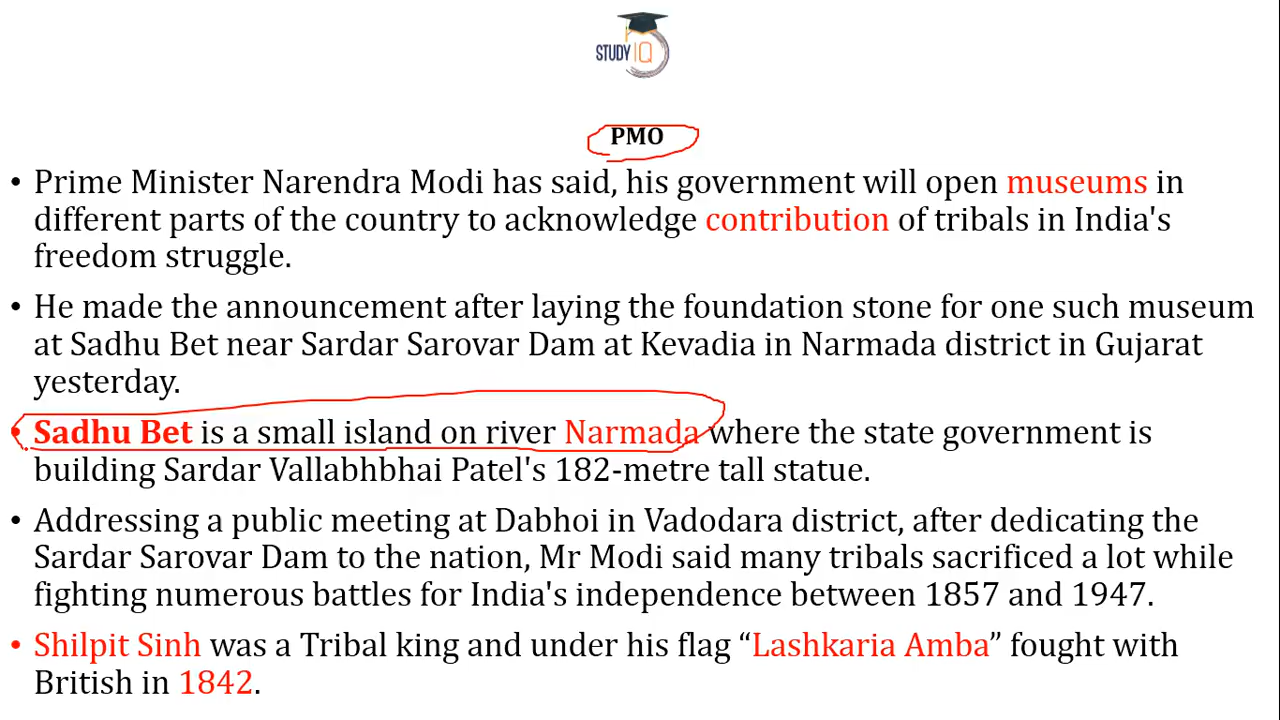 STUDY IQ
PMO
• Prime Minister Narendra Modi has said, his government will open museums in
different parts of the country to acknowledge contribution of tribals in India's
freedom struggle.
• He made the announcement after laying the foundation stone for one such museum
at Sadhu Bet near Sardar Sarovar Dam at Kevadia in Narmada district in Gujarat
yesterday.
• Sadhu Bet is a small island on river Narmada where the state government is
building Sardar Vallabhbhai Patel's 182-metre tall statue.
• Addressing a public meeting at Dabhoi in Vadodara district, after dedicating the
Sardar Sarovar Dam to the nation, Mr Modi said many tribals sacrificed a lot while
fighting numerous battles for India's independence between 1857 and 1947.
• Shilpit Sinh was a Tribal king and under his flag “Lashkaria Amba” fought with
British in 1842.